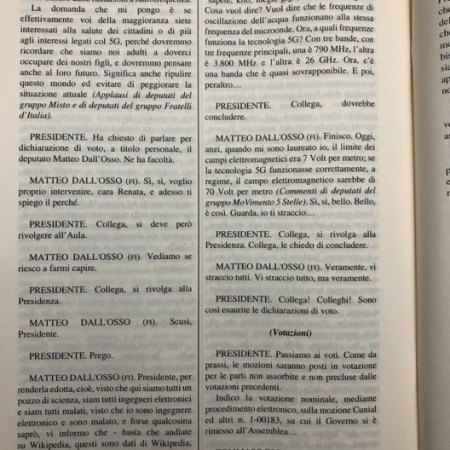 La domanda che mi pongo è se
effettivamente voi della maggioranza siete
interessati alla salute dei cittadini o di più
agli interessi legati col 5G, perché dovremmo
ricordare che siamo noi adulti a doverci
occupare dei nostri figli, e dovremmo pensare
anche al loro futuro. Significa anche ripulire
questo mondo ed evitare di peggiorare la
situazione attuale (Applausi di deputati del
gruppo Misto e di deputati del gruppo Fratelli
d'Italia).
PRESIDENTE. Ha chiesto di parlare per
dichiarazione di voto, a titolo personale, il
deputato Matteo Dall'Osso. Ne ha facoltà.
MATTEO DALL'OSSO (FI). Sì, sì, voglio
proprio intervenire, cara Renata, e adesso ti
spiego il perché.
PRESIDENTE. Collega, si deve però
rivolgere all'Aula.
MATTEO DALL'OSSO (FI). Vediamo se
riesco a farmi capire.
PRESIDENTE. Collega, si rivolga alla
Presidenza.
MATTEO DALL'OSSO (FI). Scusi,
Presidente.
PRESIDENTE. Prego.
MATTEO DALL'OSSO (FI). Presidente, per
renderla edotta, cioè, visto che qui siamo tutti un
pozzo di scienza, siam tutti ingegneri elettronici
e siam tutti malati, visto che io sono ingegnere
elettronico e sono malato, e forse qualcosina
saprò, vi informo che - basta che andiate
su Wikipedia, questi sono dati di Wikipedia,
Cosa vuol dire? Vuol dire che le frequenze di
oscillazione dell'acqua funzionano alla stessa
frequenza del microonde. Ora, a quali frequenze
funziona la tecnologia 5G? Con tre bande, con
tre frequenze principali, una a 790 MHz, l'altra
è 3.800 MHz e l'altra è 26 GHz. Ora, c'è
una banda che è quasi sovrapponibile. E poi,
peraltro…
PRESIDENTE. Collega, dovrebbe
concludere.
MATTEO DALL'OSSO (FI). Finisco. Oggi,
anzi, quando mi sono laureato io, il limite dei
campi elettromagnetici era 7 Volt per metro; se
la tecnologia 5G funzionasse correttamente, a
regime, il campo elettromagnetico sarebbe di
70 Volt per metro (Commenti di deputati del
gruppo MoVimento 5 Stelle). Sì, sì, bello. Bello,
è così. Guarda, io ti straccio…
PRESIDENTE. Collega, si rivolga alla
Presidenza. Collega, le chiedo di concludere.
MATTEO DALL'OSSO (FI). Veramente, vi
straccio tutti. Vi straccio tutto, ma veramente.
PRESIDENTE. Collega! Colleghi! Sono
così esaurite le dichiarazioni di voto.
(Votazioni)
PRESIDENTE. Passiamo ai voti. Come da
prassi, le mozioni saranno poste in votazione
per le parti non assorbite e non precluse dalle
votazioni precedenti.
Indico la votazione nominale, mediante
procedimento elettronico, sulla mozione Cunial
ed altri n. 1-00183, su cui il Governo si è
rimesso all'Assemblea…